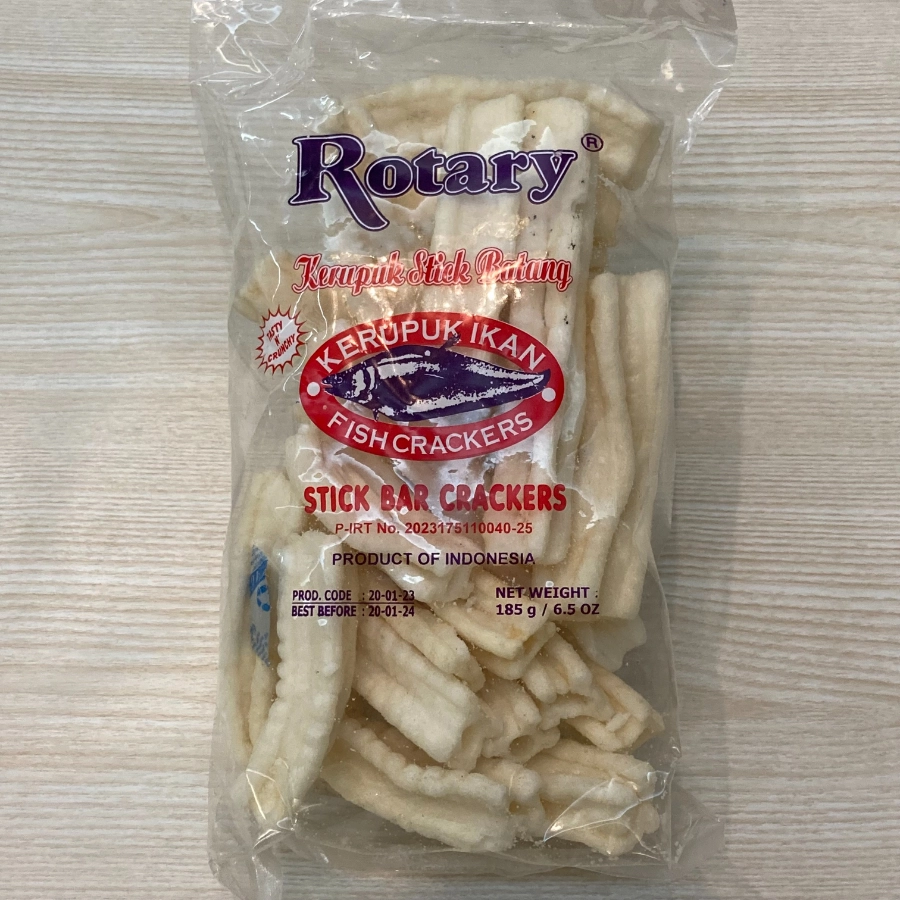 Rotary®
Kerupuk Stick Batang
TASTY
N'
CRUNCHY
KERUPUK IKAN
FISH CRACKERS
STICK BAR CRACKERS
P-IRT No. 2023175110040-25
PRODUCT OF INDONESIA
PROD. CODE : 20-01-23
BEST BEFORE : 20-01-24
NET WEIGHT :
185 g / 6.5 OZ